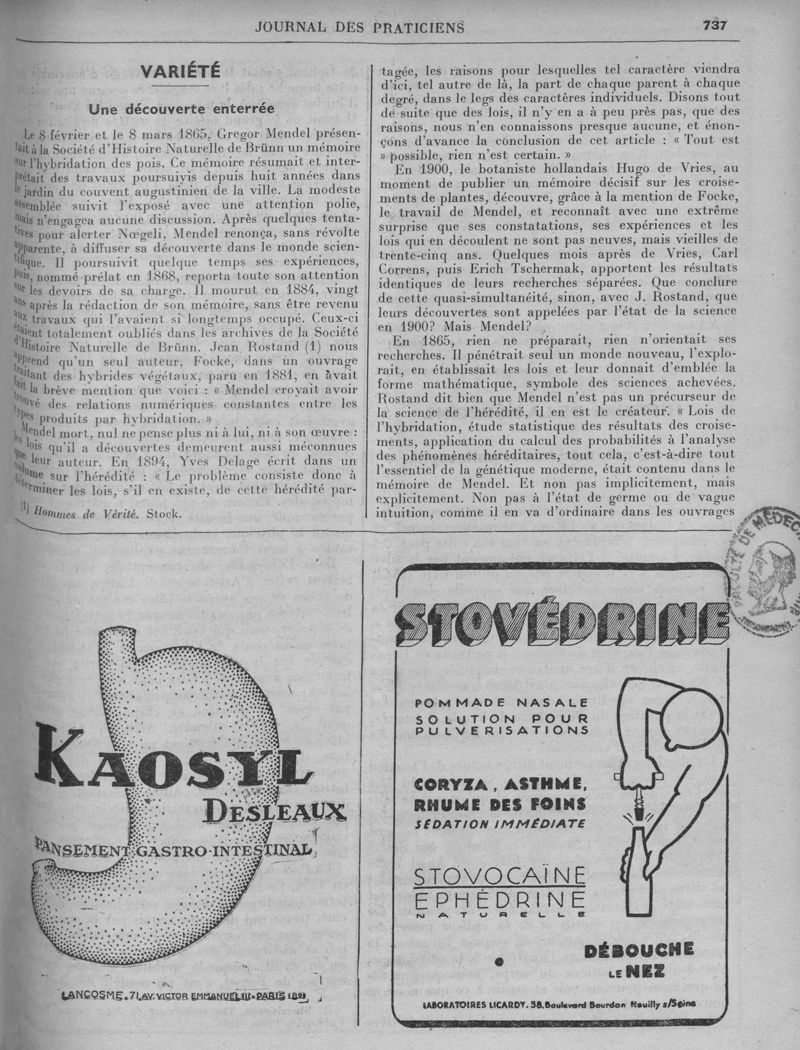 JOURNAL DES PRATICIENS
737
VARIÉTÉ
Une découverte enterrée
Le 8 février et le 8 mars 1865, Gregor Mendel présen-
tait à la Société d'Histoire Naturelle de Brünn un mémoire
sur l'hybridation des pois. Ce mémoire résumait et inter-
prétait des travaux poursuiyis depuis huit années dans
le jardin du couvent augustinien de la ville. La modeste
assemblée suivit l'exposé avec une attention polie,
mais n'engagea aucune discussion. Après quelques tenta-
tives pour alerter Nœgeli, Mendel renonça, sans révolte
apparente, à diffuser sa découverte dans le monde scien-
tifique. Il poursuivit quelque temps ses expériences,
puis, nommé prélat en 1868, reporta toute son attention
sur les devoirs de sa charge. Il mourut en 1884, vingt
ans après la rédaction de son mémoire, sans être revenu
aux travaux qui l'avaient si longtemps occupé. Ceux-ci
étaient totalement oubliés dans les archives de la Société
d'Histoire Naturelle de Brünn. Jean Rostand (1) nous
apprend qu'un seul auteur, Focke, dans un ouvrage
traitant des hybrides végétaux, paru en 1881, en avait
fait la brève mention que voici : « Mendel croyait avoir
trouvé des relations numériques constantes entre les
types produits par hybridation. »
Mendel mort, nul ne pense plus ni à lui, ni à son œuvre :
les lois qu'il a découvertes demeurent aussi méconnues
que leur auteur. En 1894, Yves Delage écrit dans un
volume sur l'hérédité : « Le problème consiste donc à
déterminer les lois, s'il en existe, de cette hérédité par-
(1) Hommes de Vérité. Stock.
tagée, les raisons pour lesquelles tel caractère viendra
d'ici, tel autre de là, la part de chaque parent à chaque
degré, dans le legs des caractères individuels. Disons tout
de suite que des lois, il n'y en a à peu près pas, que des
raisons, nous n'en connaissons presque aucune, et énon-
çons d'avance la conclusion de cet article : « Tout est
» possible, rien n'est certain. »
En 1900, le botaniste hollandais Hugo de Vries, au
moment de publier un mémoire décisif sur les croise-
ments de plantes, découvre, grâce à la mention de Focke,
le travail de Mendel, et reconnaît avec une extrême
surprise que ses constatations, ses expériences et les
lois qui en découlent ne sont pas neuves, mais vieilles de
trente-cinq ans. Quelques mois après de Vries, Carl
Correns, puis Erich Tschermak, apportent les résultats
identiques de leurs recherches séparées. Que conclure
de cette quasi-simultanéité, sinon, avec J. Rostand, que
leurs découvertes sont appelées par l'état de la science
en 1900? Mais Mendel?
En 1865, rien ne préparait, rien n'orientait ses
recherches. Il pénétrait seul un monde nouveau, l'explo-
rait, en établissait les lois et leur donnait d'emblée la
forme mathématique, symbole des sciences achevées.
Rostand dit bien que Mendel n'est pas un précurseur de
la science de l'hérédité, il en est le créateur. « Lois de
l'hybridation, étude statistique des résultats des croise-
ments, application du calcul des probabilités à l'analyse
des phénomènes héréditaires, tout cela, c'est-à-dire tout
l'essentiel de la génétique moderne, était contenu dans le
mémoire de Mendel. Et non pas implicitement, mais
explicitement. Non pas à l'état de germe ou de vague
intuition, comme il en va d'ordinaire dans les ouvrages
KAOSYL
DESLEAUX
PANSEMENT GASTRO-INTESTINAL
LANCOSME. 71, AV. VICTOR EMMANUEL III - PARIS (8e)
STOVÉDRINE
POMMADE NASALE
SOLUTION POUR
PULVÉRISATIONS
CORYZA, ASTHME,
RHUME DES FOINS
SÉDATION IMMÉDIATE
STOVOCAÏNE
EPHÉDRINE
NATURELLE
DÉBOUCHE
LE NEZ
LABORATOIRES LICARDY. 38. Boulevard Bourdon Neuilly s/Seine